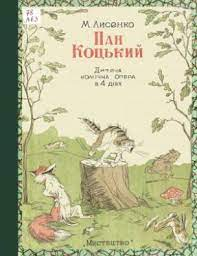 М. Лисенко
Пан
Коцький
Дитяча
комічна опера
в 4 діях
"Мистецтво"